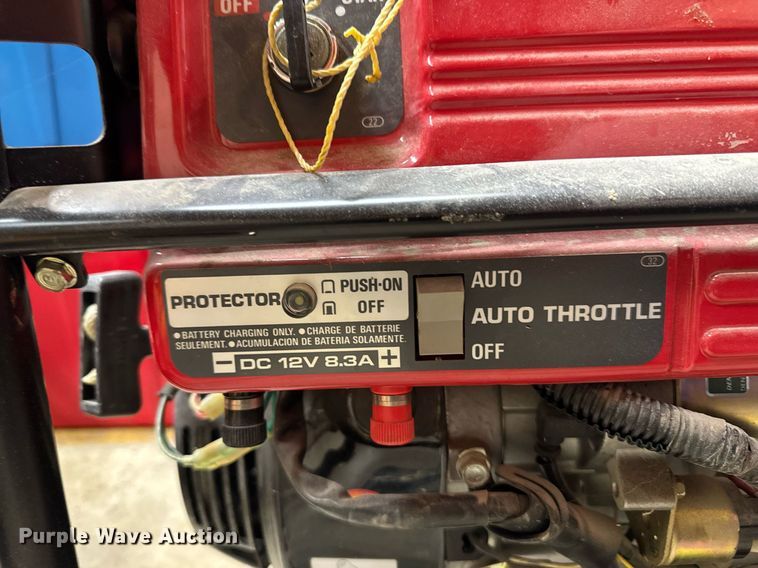 OFF
32
32
PROTECTOR
PUSH·ON
OFF
• BATTERY CHARGING ONLY. • CHARGE DE BATTERIE
SEULEMENT. • ACUMULACION DE BATERIA SOLAMENTE.
− DC 12V 8.3A +
AUTO
AUTO THROTTLE
OFF
Purple Wave Auction